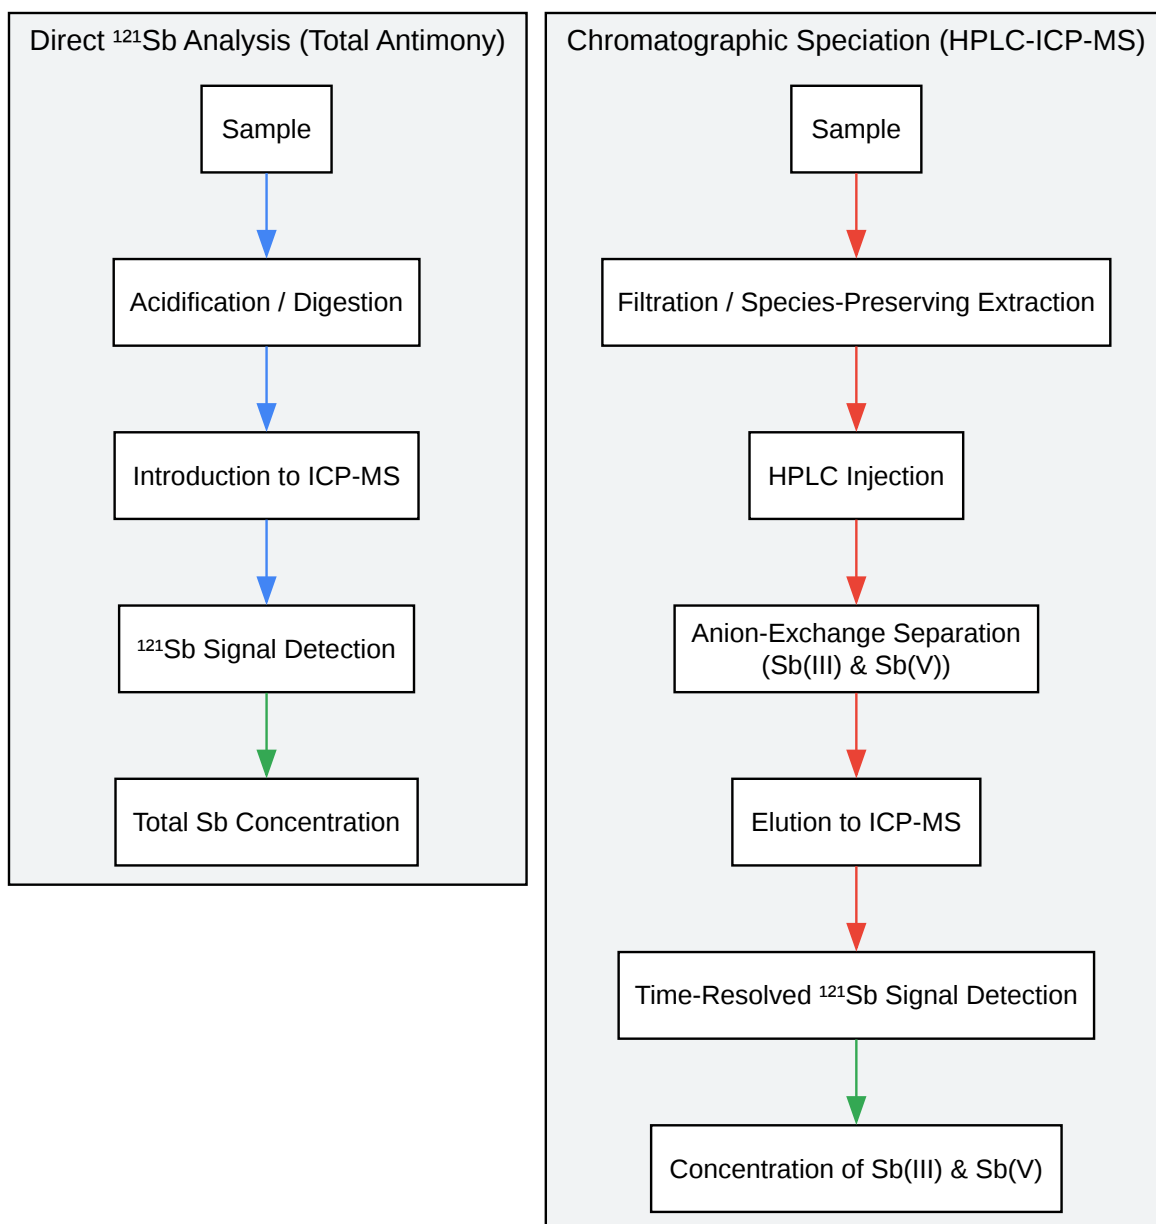 Direct ¹²¹Sb Analysis (Total Antimony)
Sample
Acidification / Digestion
Introduction to ICP-MS
¹²¹Sb Signal Detection
Total Sb Concentration
Chromatographic Speciation (HPLC-ICP-MS)
Sample
Filtration / Species-Preserving Extraction
HPLC Injection
Anion-Exchange Separation
(Sb(III) & Sb(V))
Elution to ICP-MS
Time-Resolved ¹²¹Sb Signal Detection
Concentration of Sb(III) & Sb(V)